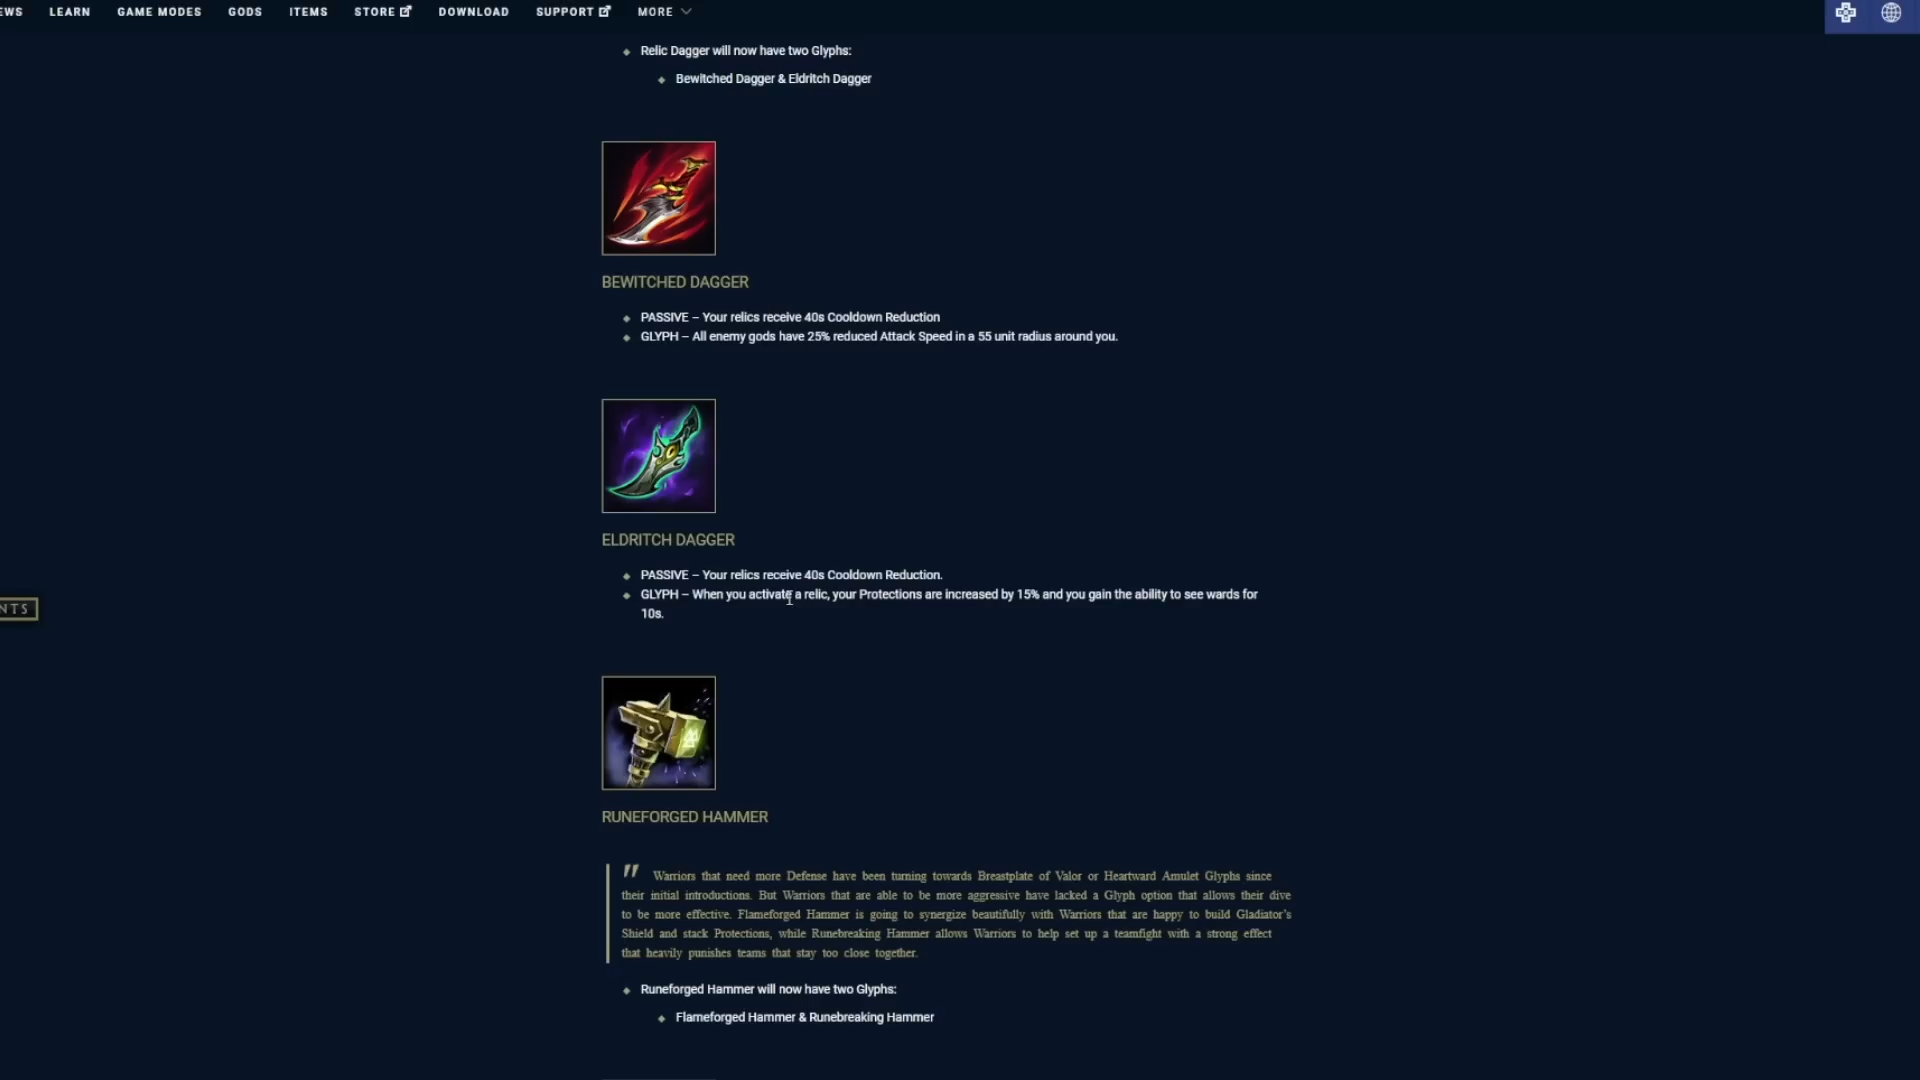 EWS LEARN GAME MODES GODS ITEMS STORE DOWNLOAD SUPPORT MORE
Relic Dagger will now have two Glyphs:
Bewitched Dagger & Eldritch Dagger
BEWITCHED DAGGER
PASSIVE – Your relics receive 40s Cooldown Reduction
GLYPH – All enemy gods have 25% reduced Attack Speed in a 55 unit radius around you.
ELDRITCH DAGGER
PASSIVE – Your relics receive 40s Cooldown Reduction.
GLYPH – When you activate a relic, your Protections are increased by 15% and you gain the ability to see wards for
10s.
NTS
RUNEFORGED HAMMER
" Warriors that need more Defense have been turning towards Breastplate of Valor or Heartward Amulet Glyphs since
their initial introductions. But Warriors that are able to be more aggressive have lacked a Glyph option that allows their dive
to be more effective. Flameforged Hammer is going to synergize beautifully with Warriors that are happy to build Gladiator's
Shield and stack Protections, while Runebreaking Hammer allows Warriors to help set up a teamfight with a strong effect
that heavily punishes teams that stay too close together.
Runeforged Hammer will now have two Glyphs:
Flameforged Hammer & Runebreaking Hammer